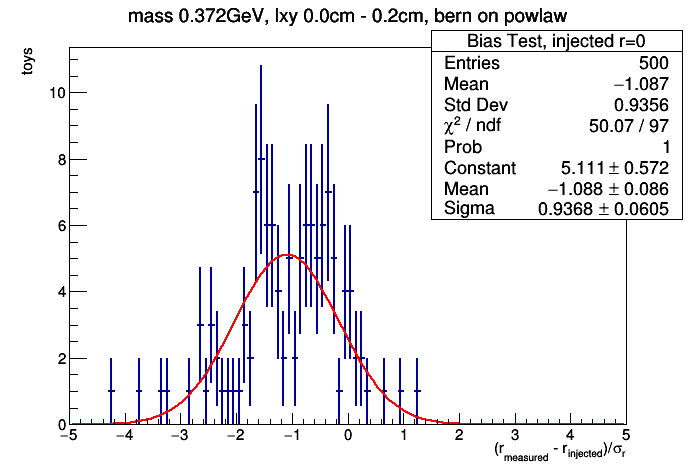 mass 0.372GeV, lxy 0.0cm - 0.2cm, bern on powlaw
toys
Bias Test, injected r=0
Entries 500
Mean −1.087
Std Dev 0.9356
χ² / ndf 50.07 / 97
Prob 1
Constant 5.111 ± 0.572
Mean −1.088 ± 0.086
Sigma 0.9368 ± 0.0605
10
8
6
4
2
0
−5 −4 −3 −2 −1 0 1 2 3 4 5
(r_measured - r_injected)/σ_r